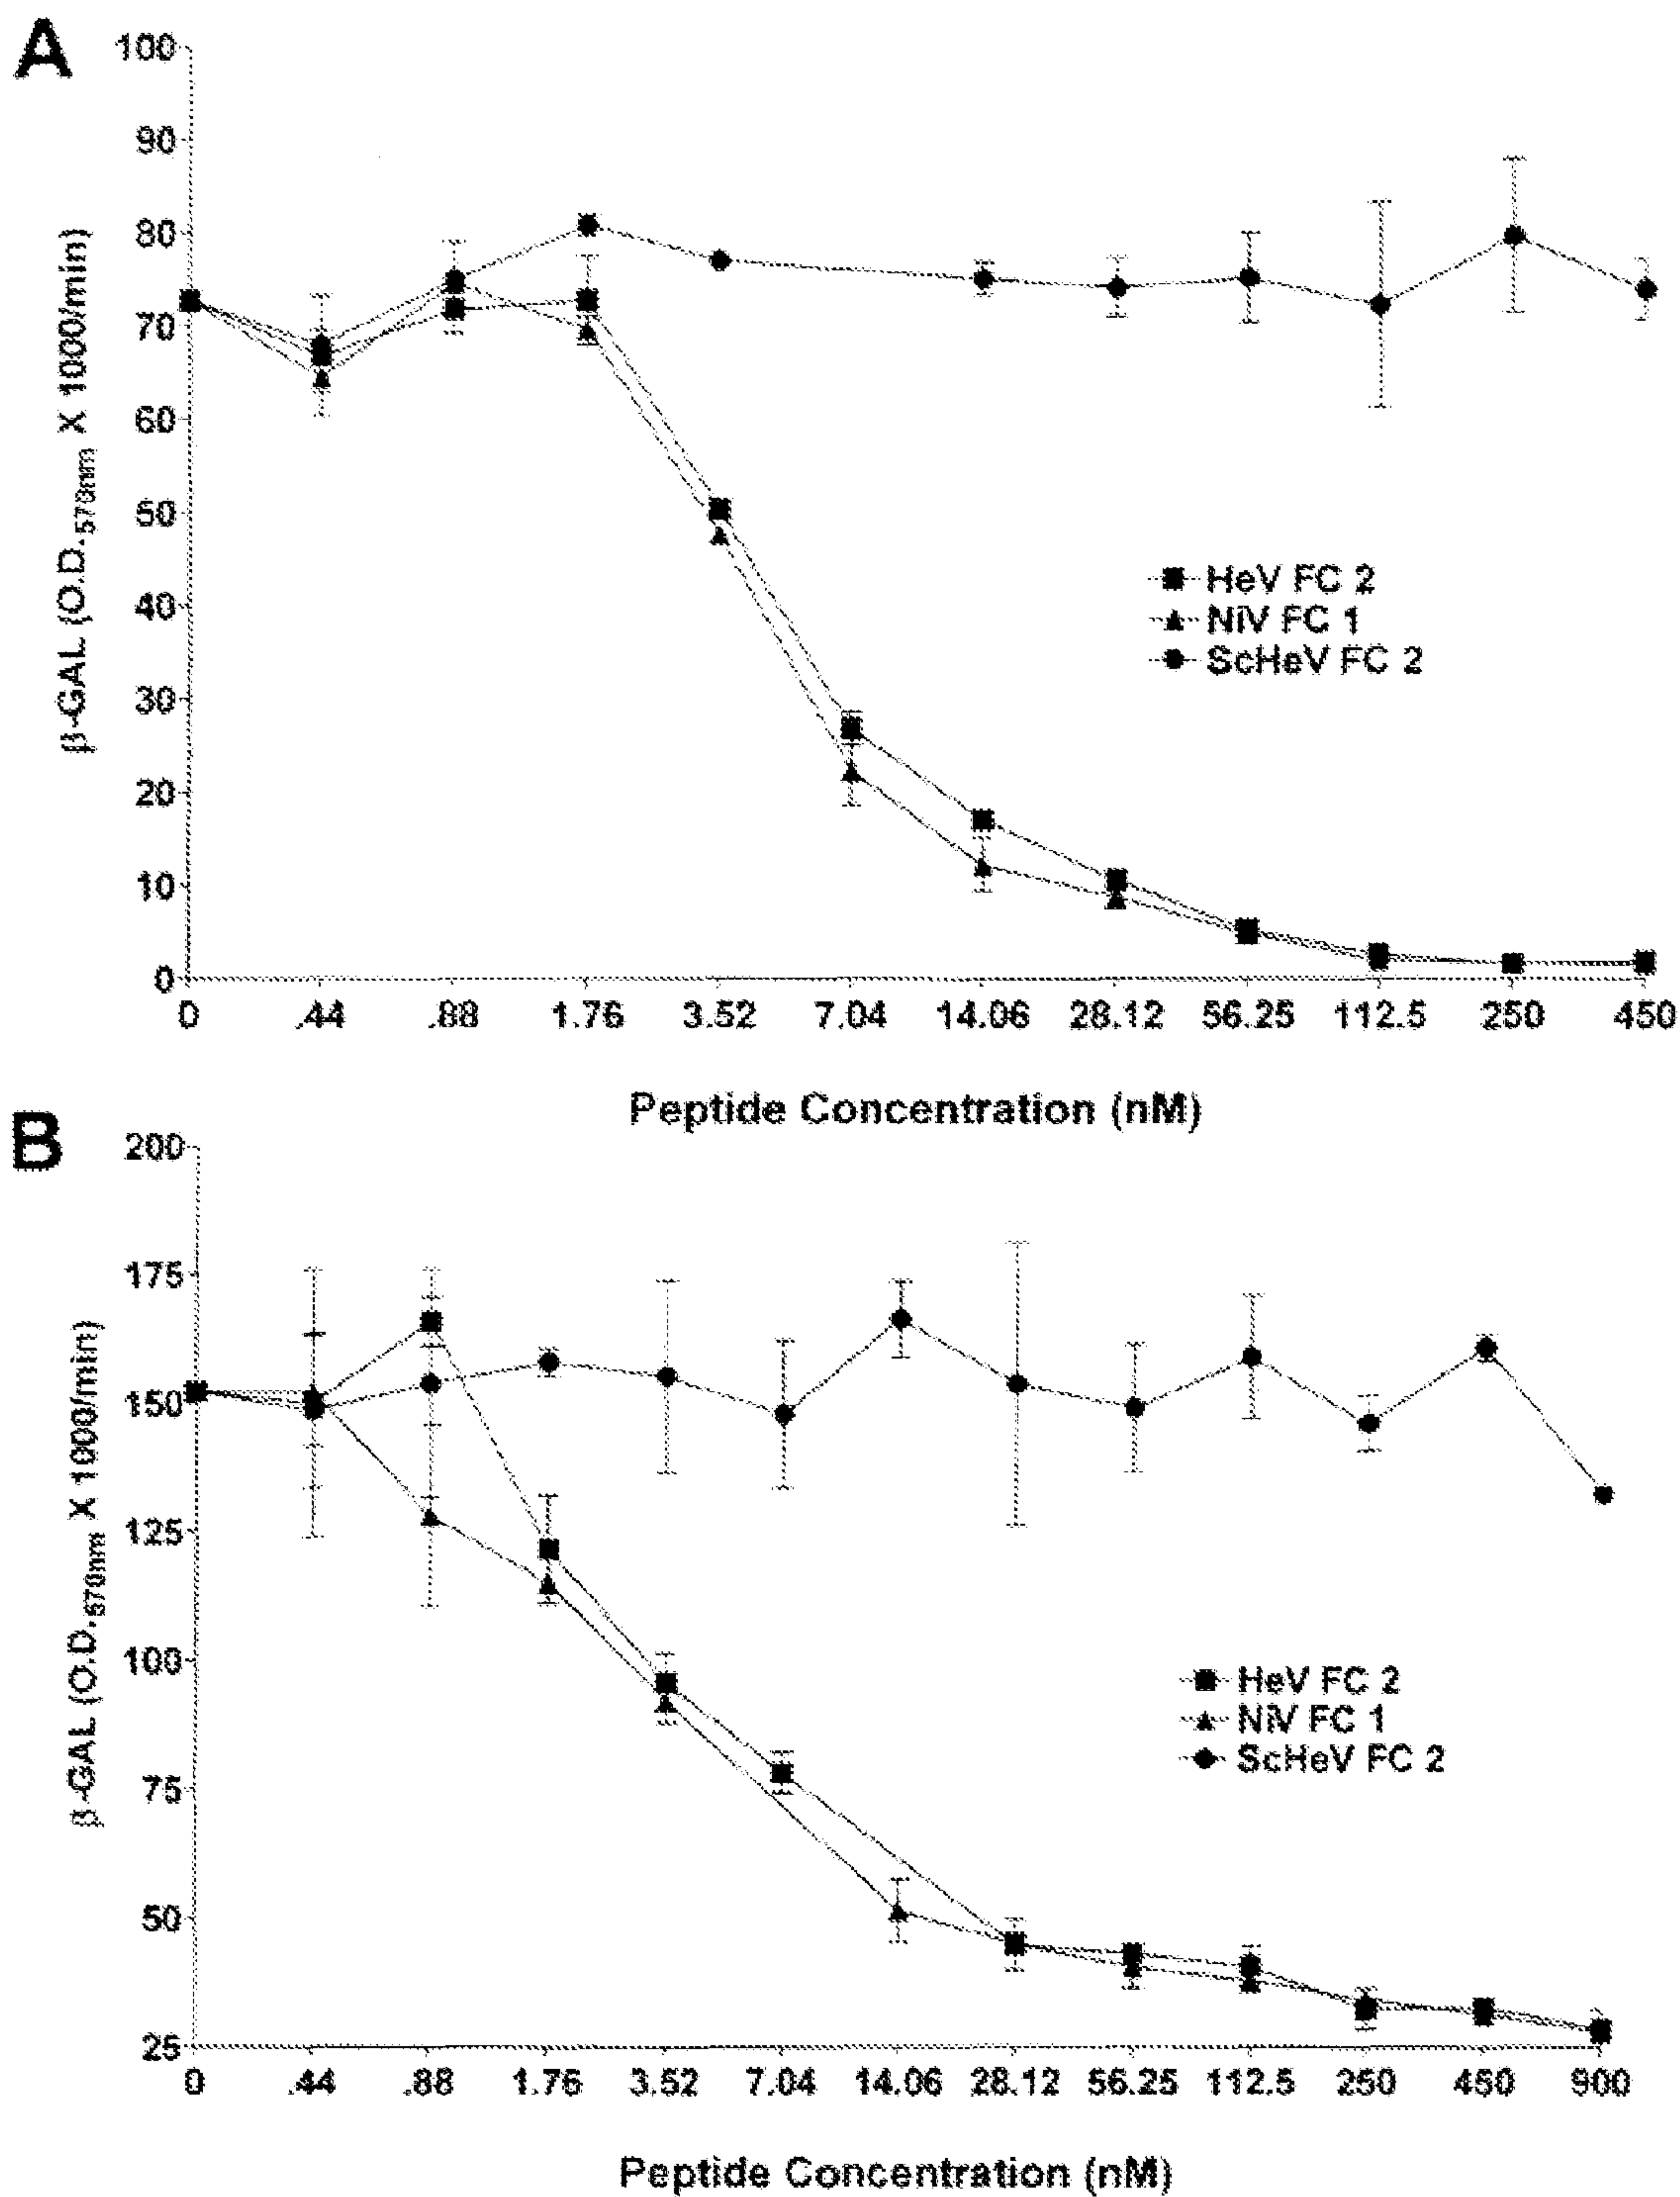 A
100
90
80
70
60
50
40
30
20
10
0
β-GAL (O.D.570nm X 1000/min)
HeV FC 2
NiV FC 1
ScHeV FC 2
0 .44 .88 1.76 3.52 7.04 14.06 28.12 56.25 112.5 250 450
Peptide Concentration (nM)
B
200
175
150
125
100
75
50
25
β-GAL (O.D.570nm X 1000/min)
HeV FC 2
NiV FC 1
ScHeV FC 2
0 .44 .88 1.76 3.52 7.04 14.06 28.12 56.25 112.5 250 450 900
Peptide Concentration (nM)